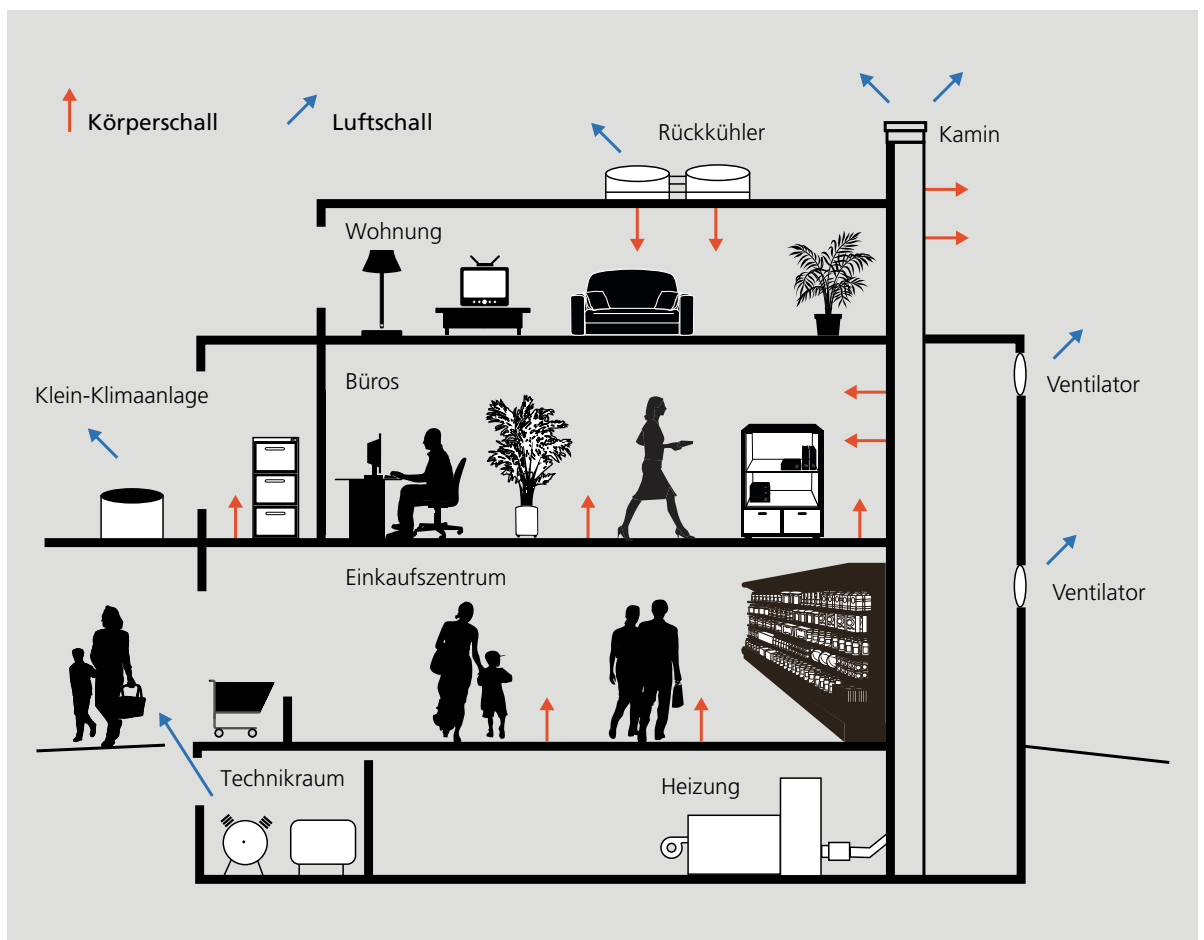 Körperschall
Luftschall
Rückkühler
Kamin
Wohnung
Klein-Klimaanlage
Büros
Ventilator
Einkaufszentrum
Ventilator
Technikraum
Heizung